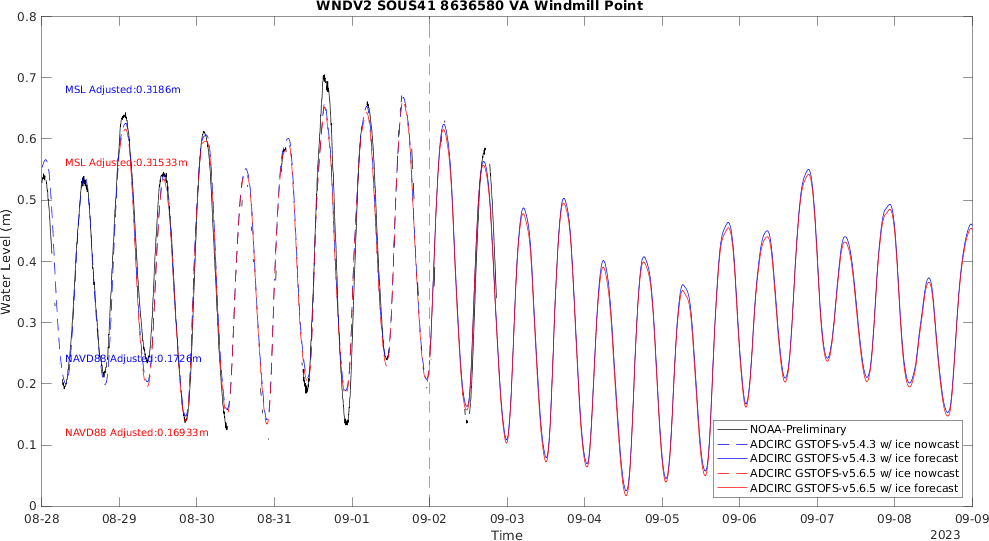 WNDV2 SOUS41 8636580 VA Windmill Point
Water Level (m)
0.8
0.7
0.6
0.5
0.4
0.3
0.2
0.1
0
MSL Adjusted:0.3186m
MSL Adjusted:0.31533m
NAVD88 Adjusted:0.1726m
NAVD88 Adjusted:0.16933m
NOAA-Preliminary
ADCIRC GSTOFS-v5.4.3 w/ ice nowcast
ADCIRC GSTOFS-v5.4.3 w/ ice forecast
ADCIRC GSTOFS-v5.6.5 w/ ice nowcast
ADCIRC GSTOFS-v5.6.5 w/ ice forecast
08-28 08-29 08-30 08-31 09-01 09-02 09-03 09-04 09-05 09-06 09-07 09-08 09-09
Time
2023